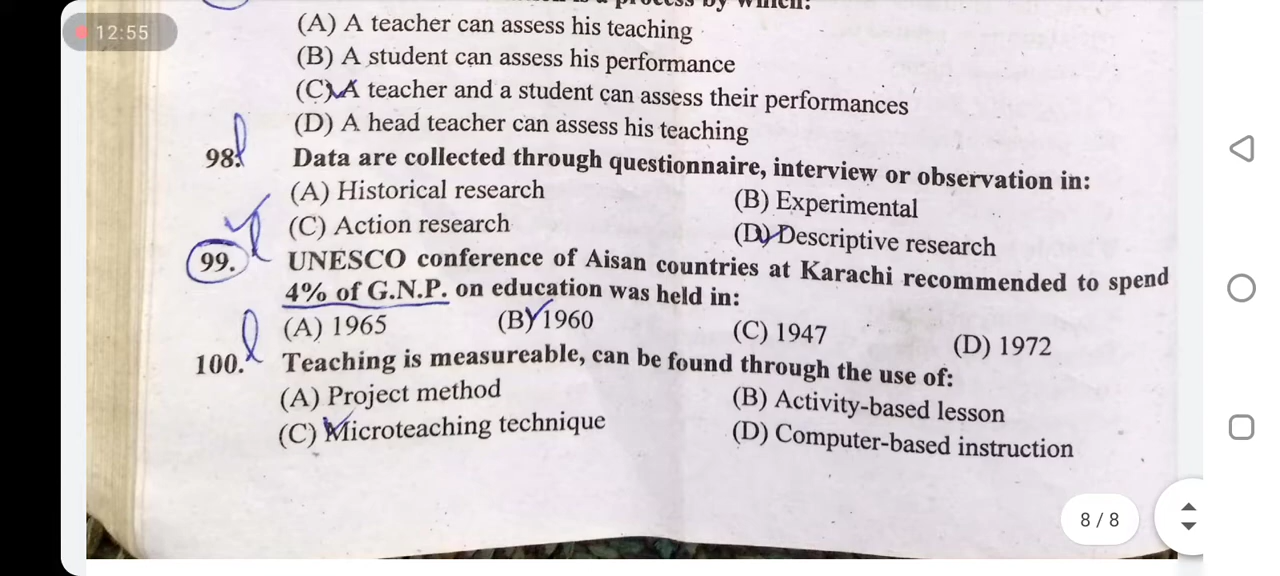 12:55
process by which:
(A) A teacher can assess his teaching
(B) A student can assess his performance
(C) A teacher and a student can assess their performances
(D) A head teacher can assess his teaching
98. Data are collected through questionnaire, interview or observation in:
(A) Historical research (B) Experimental
(C) Action research (D) Descriptive research
99. UNESCO conference of Aisan countries at Karachi recommended to spend
4% of G.N.P. on education was held in:
(A) 1965 (B) 1960 (C) 1947 (D) 1972
100. Teaching is measureable, can be found through the use of:
(A) Project method (B) Activity-based lesson
(C) Microteaching technique (D) Computer-based instruction
8 / 8